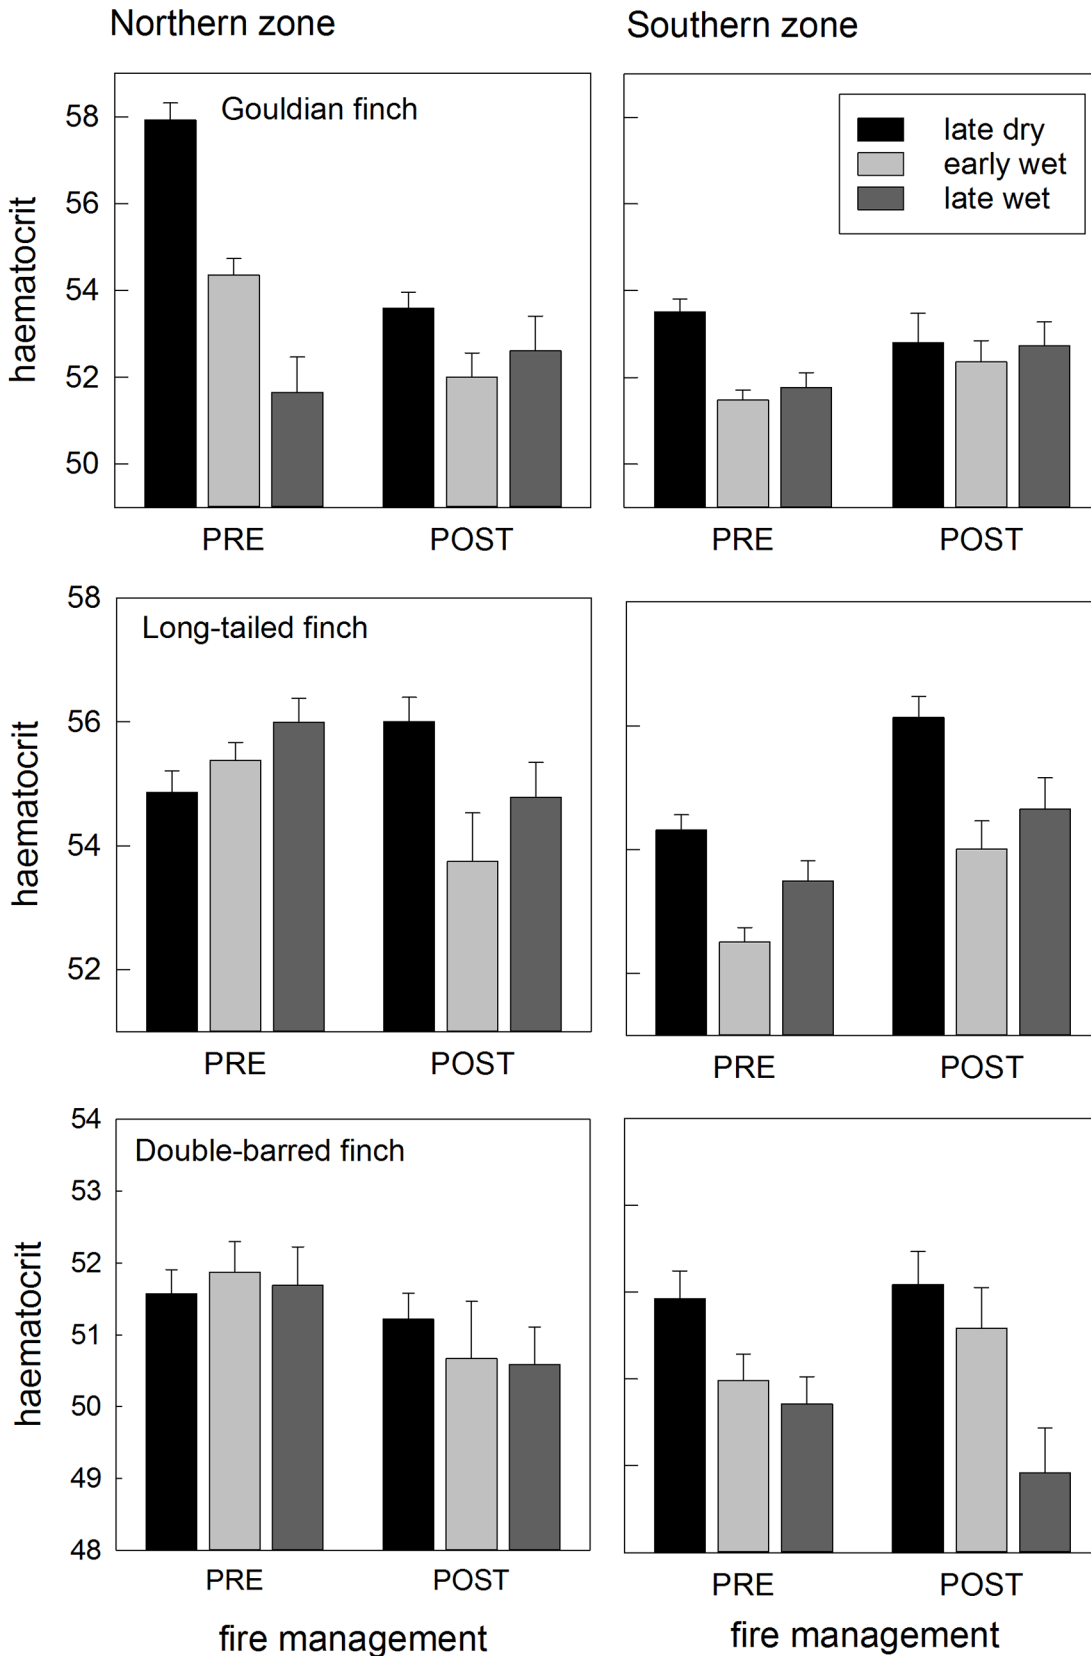 Northern zone
Southern zone
Gouldian finch
58
56
54
52
50
haematocrit
PRE
POST
late dry
early wet
late wet
PRE
POST
Long-tailed finch
58
56
54
52
haematocrit
PRE
POST
PRE
POST
Double-barred finch
54
53
52
51
50
49
48
haematocrit
PRE
POST
fire management
PRE
POST
fire management